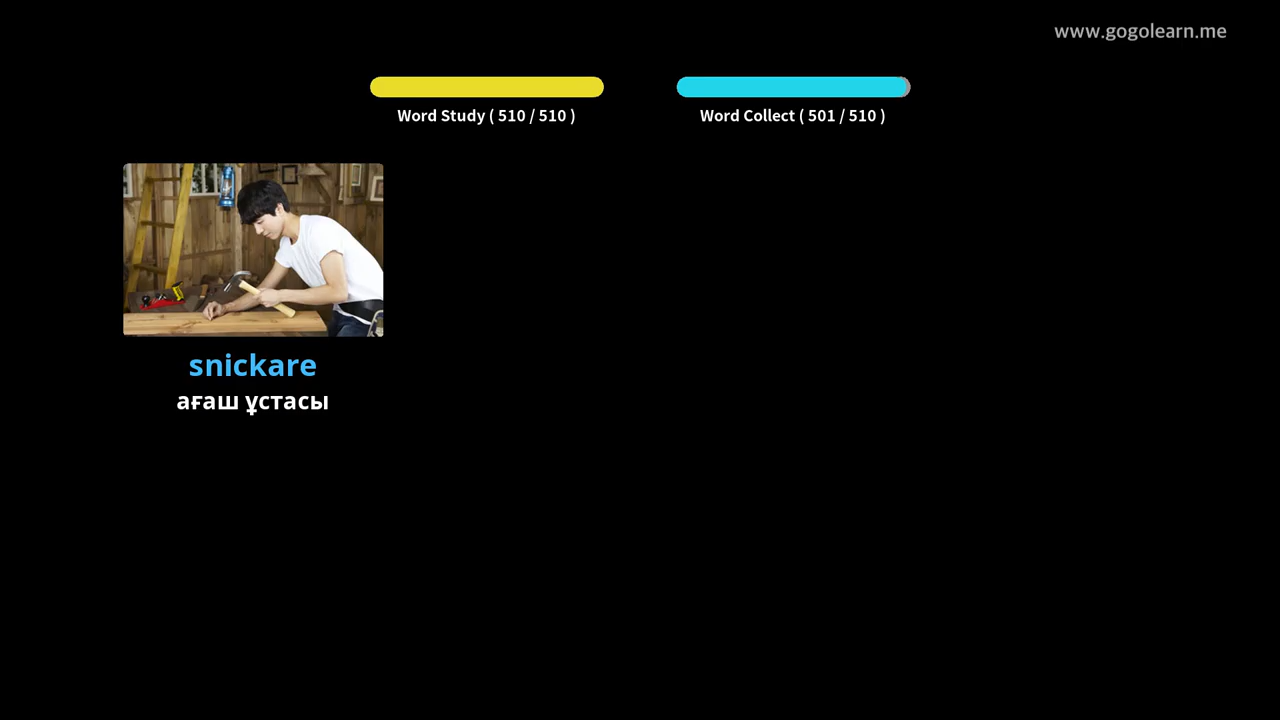 www.gogolearn.me
Word Study ( 510 / 510 )
Word Collect ( 501 / 510 )
snickare
ағаш ұстасы